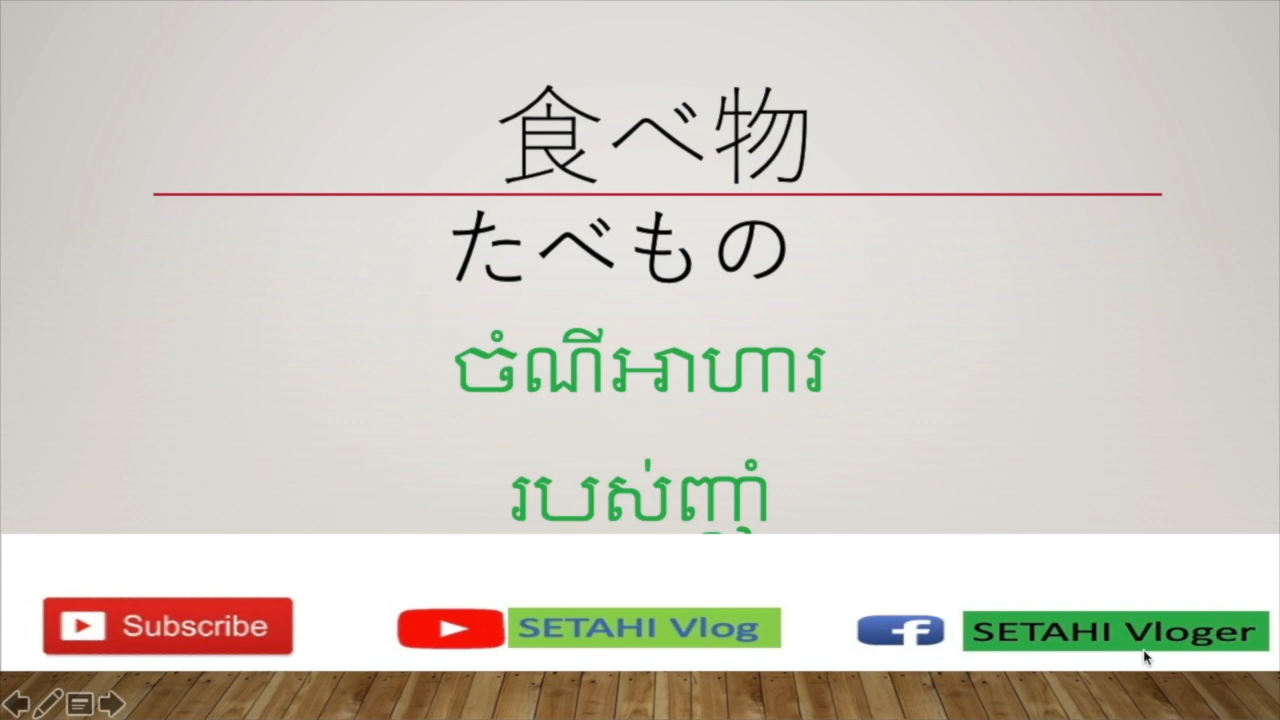 食べ物
たべもの
ចំណីអាហារ
របស់ញ៉ាំ
Subscribe
SETAHI Vlog
SETAHI Vloger